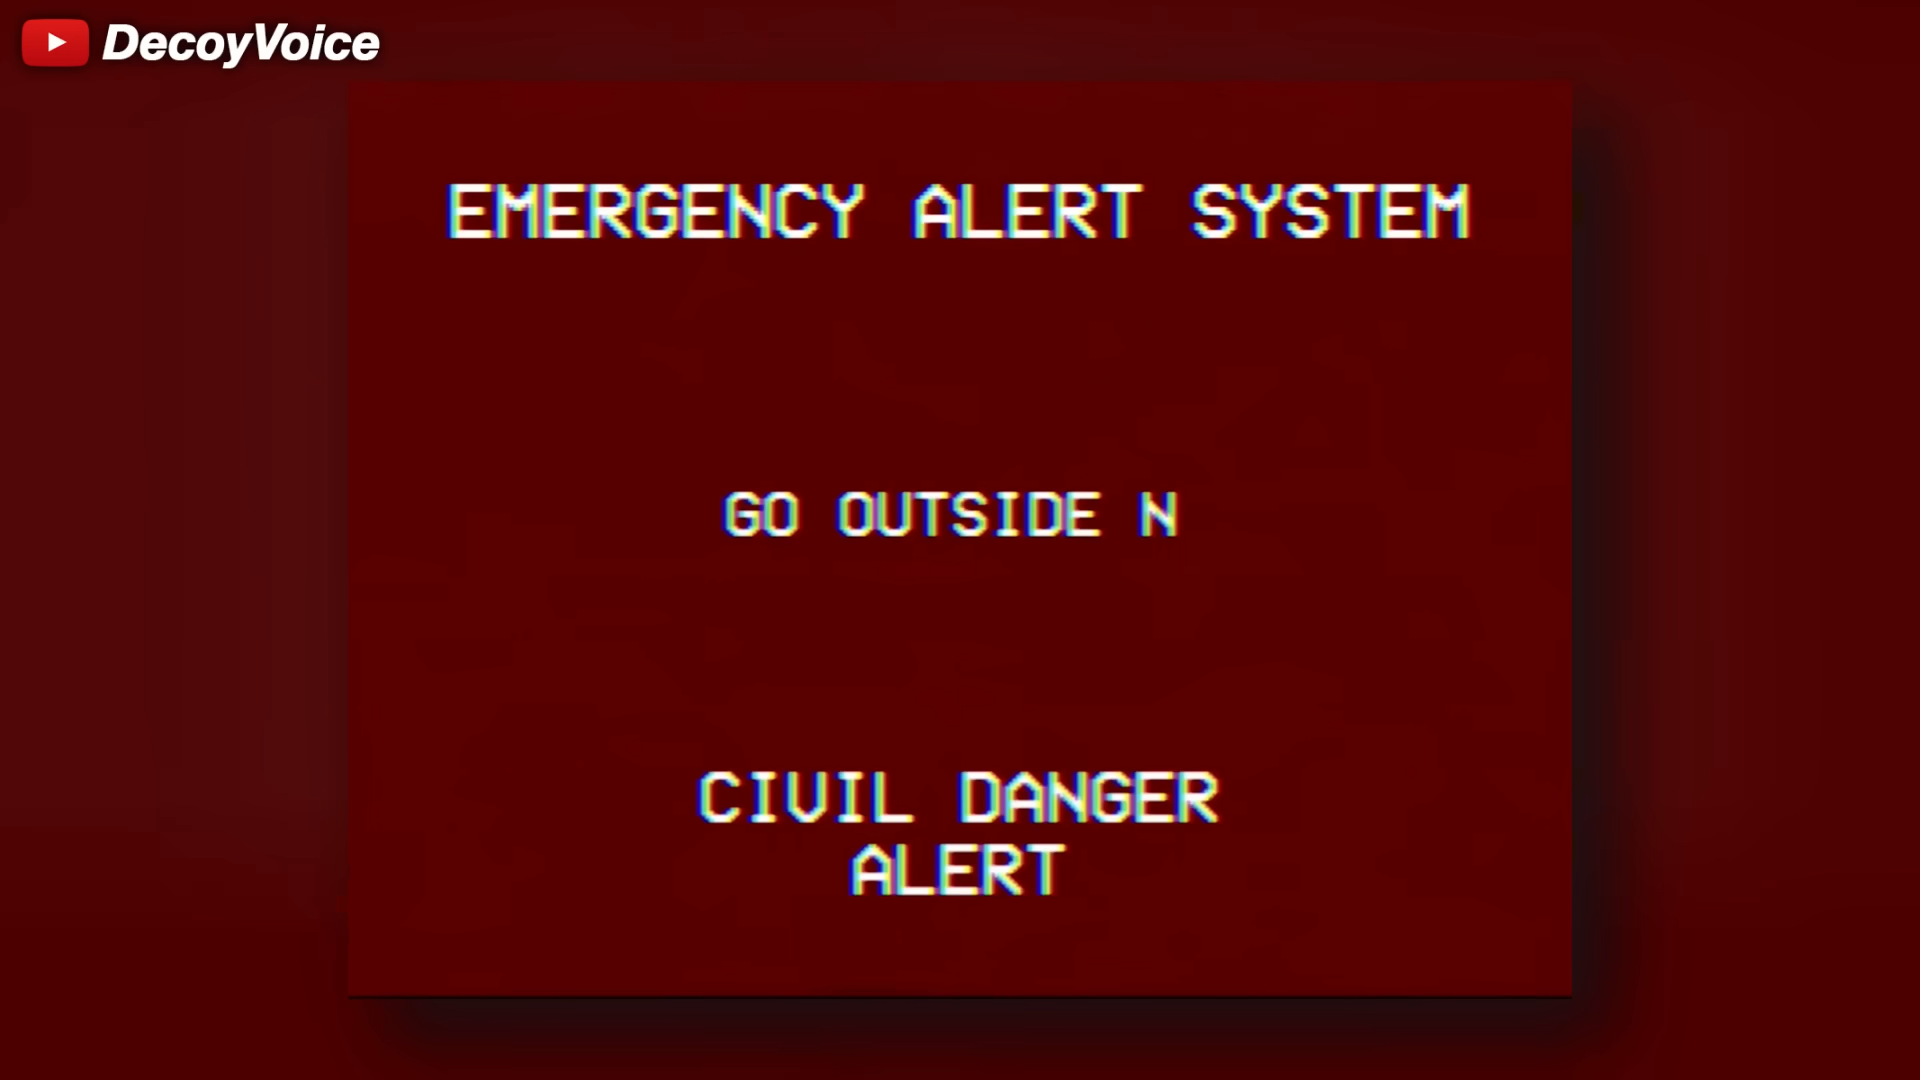 DecoyVoice
EMERGENCY ALERT SYSTEM
GO OUTSIDE N
CIVIL DANGER
ALERT